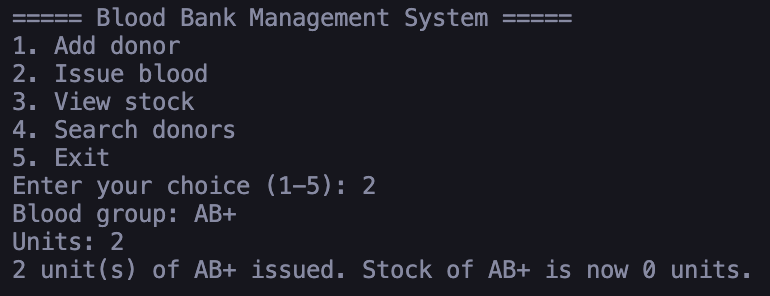 ===== Blood Bank Management System =====
1. Add donor
2. Issue blood
3. View stock
4. Search donors
5. Exit
Enter your choice (1–5): 2
Blood group: AB+
Units: 2
2 unit(s) of AB+ issued. Stock of AB+ is now 0 units.